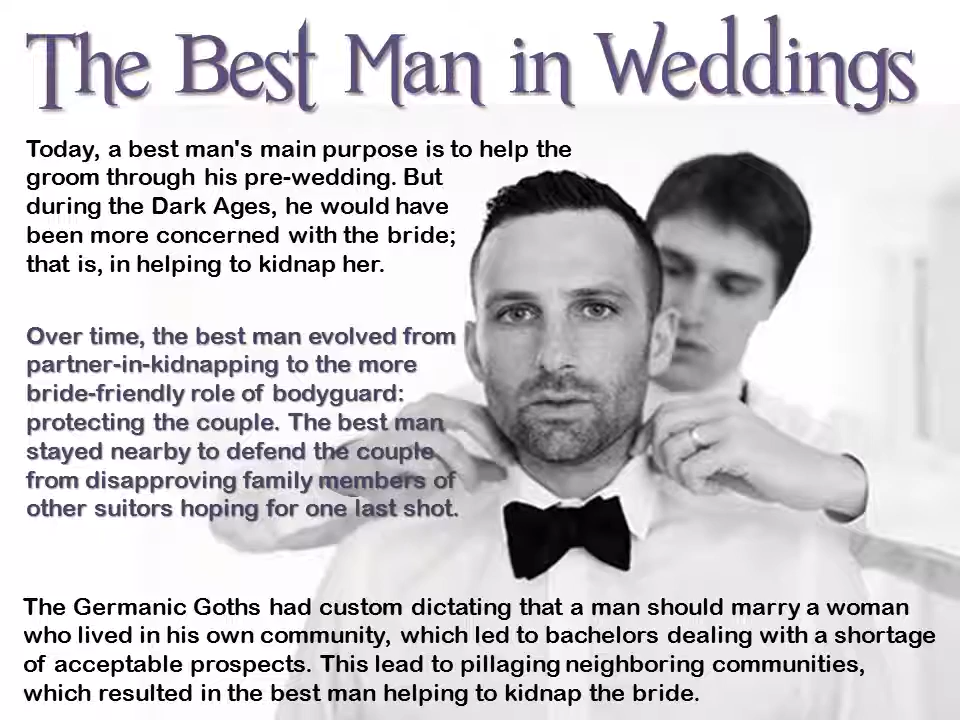 The Best Man in Weddings
Today, a best man's main purpose is to help the
groom through his pre-wedding. But
during the Dark Ages, he would have
been more concerned with the bride;
that is, in helping to kidnap her.
Over time, the best man evolved from
partner-in-kidnapping to the more
bride-friendly role of bodyguard:
protecting the couple. The best man
stayed nearby to defend the couple
from disapproving family members of
other suitors hoping for one last shot.
The Germanic Goths had custom dictating that a man should marry a woman
who lived in his own community, which led to bachelors dealing with a shortage
of acceptable prospects. This lead to pillaging neighboring communities,
which resulted in the best man helping to kidnap the bride.